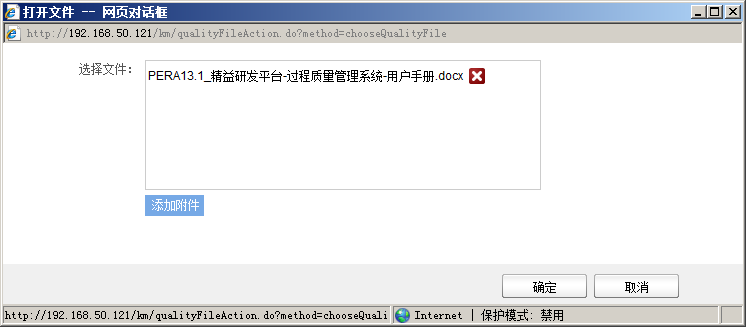 打开文件 -- 网页对话框
http://192.168.50.121/km/qualityFileAction.do?method=chooseQualityFile
选择文件:
PERA13.1_精益研发平台-过程质量管理系统-用户手册.docx
添加附件
确定 取消
http://192.168.50.121/km/qualityFileAction.do?method=chooseQuali Internet | 保护模式: 禁用